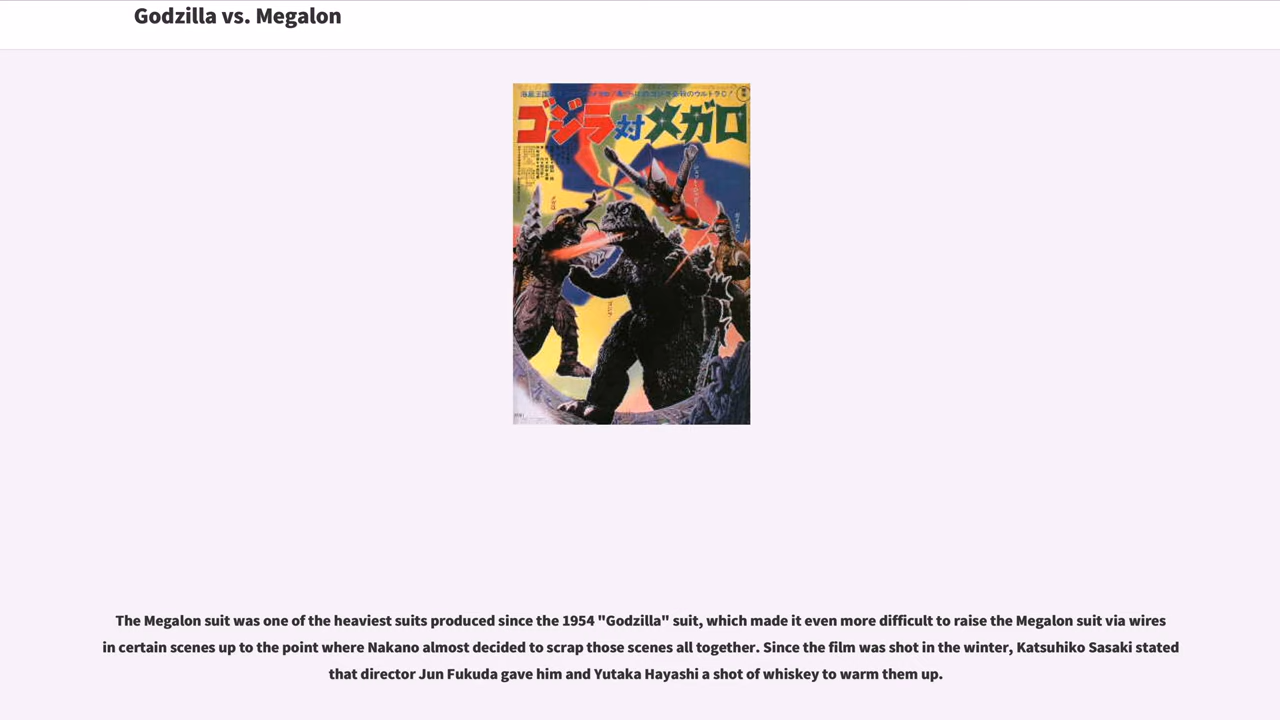 Godzilla vs. Megalon
ゴジラ対メガロ
The Megalon suit was one of the heaviest suits produced since the 1954 "Godzilla" suit, which made it even more difficult to raise the Megalon suit via wires
in certain scenes up to the point where Nakano almost decided to scrap those scenes all together. Since the film was shot in the winter, Katsuhiko Sasaki stated
that director Jun Fukuda gave him and Yutaka Hayashi a shot of whiskey to warm them up.